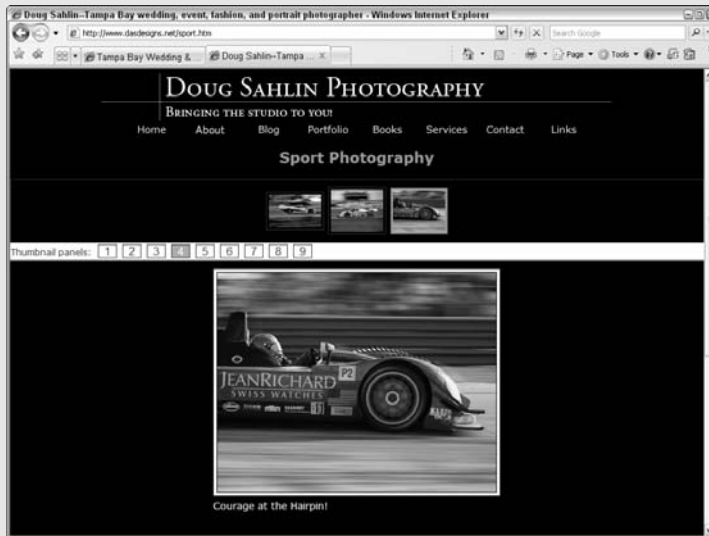 Doug Sahlin--Tampa Bay wedding, event, fashion, and portrait photographer - Windows Internet Explorer
http://www.dasdesigns.net/sport.htm
Search Google
Tampa Bay Wedding & ...
Doug Sahlin--Tampa ...
Page
Tools
DOUG SAHLIN PHOTOGRAPHY
BRINGING THE STUDIO TO YOU!
Home About Blog Portfolio Books Services Contact Links
Sport Photography
Thumbnail panels: 1 2 3 4 5 6 7 8 9
P2
JEANRICHARD
SWISS WATCHES
Courage at the Hairpin!